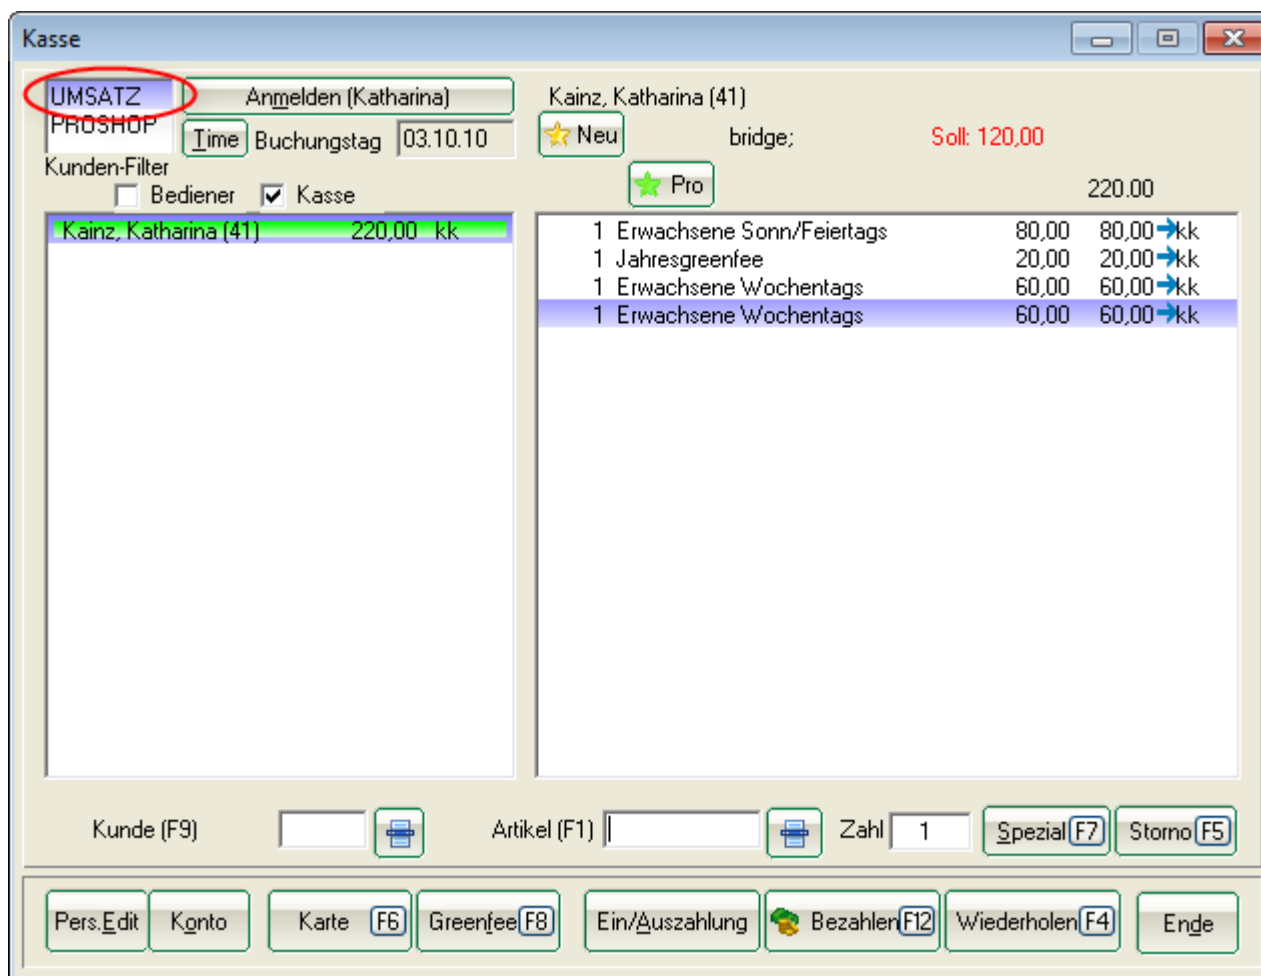 Kasse
UMSATZ
Anmelden (Katharina)
Kainz, Katharina (41)
PROSHOP
Time
Buchungstag 03.10.10
Neu
bridge;
Soll: 120,00
Kunden-Filter
Pro
Bediener Kasse
220.00
Kainz, Katharina (41) 220,00 kk
1 Erwachsene Sonn/Feiertags 80,00 80,00 kk
1 Jahresgreenfee 20,00 20,00 kk
1 Erwachsene Wochentags 60,00 60,00 kk
1 Erwachsene Wochentags 60,00 60,00 kk
Kunde (F9) Artikel (F1) Zahl 1 Spezial F7 Storno F5
Pers.Edit Konto Karte F6 Greenfee F8 Ein/Auszahlung Bezahlen F12 Wiederholen F4 Ende